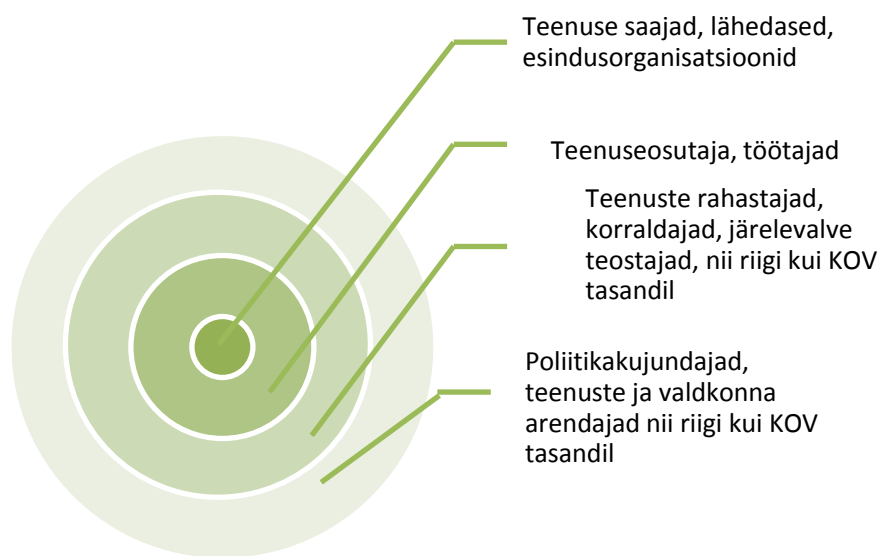 Teenuse saajad, lähedased,
esindusorganisatsioonid
Teenuseosutaja, töötajad
Teenuste rahastajad,
korraldajad, järelevalve
teostajad, nii riigi kui KOV
tasandil
Poliitikakujundajad,
teenuste ja valdkonna
arendajad nii riigi kui KOV
tasandil